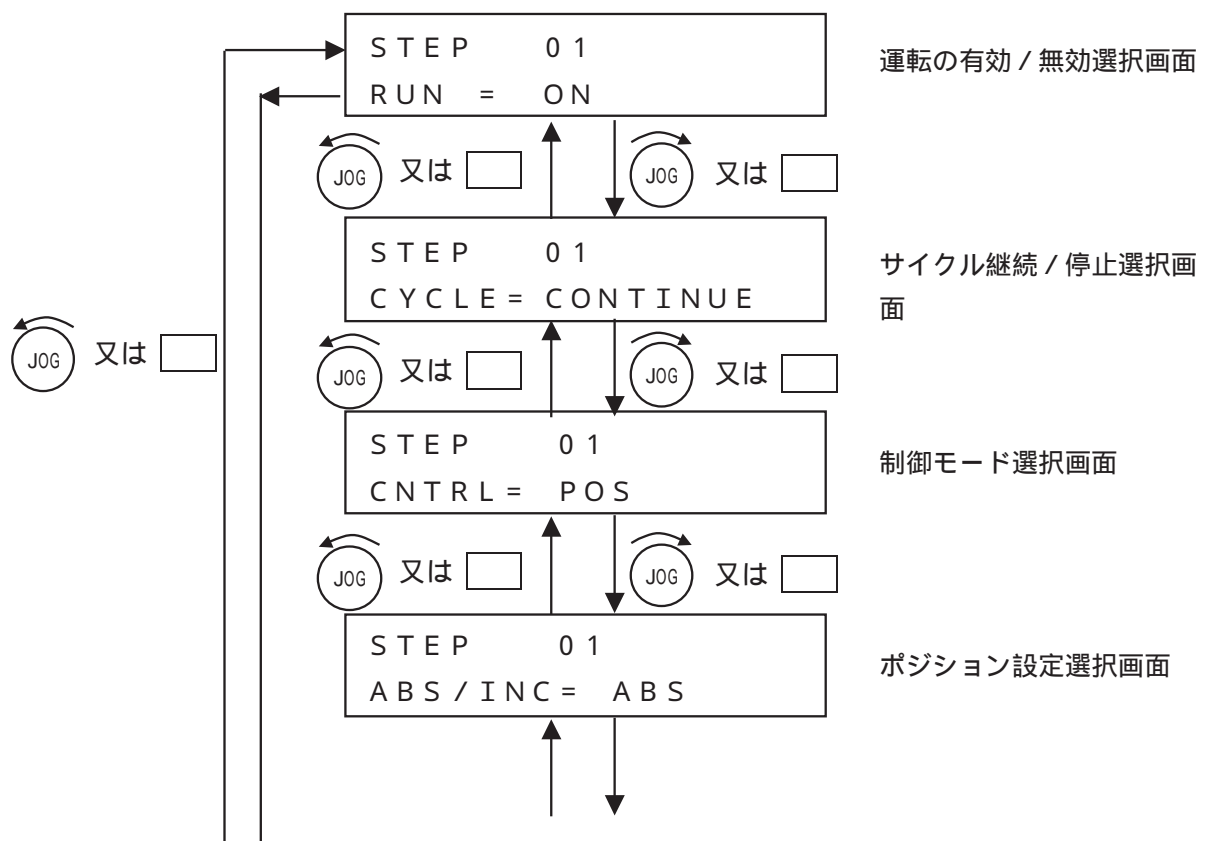 STEP 01
RUN = ON
運転の有効/無効選択画面
JOG 又は
JOG 又は
STEP 01
CYCLE= CONTINUE
サイクル継続/停止選択画
面
JOG 又は
JOG 又は
JOG 又は
STEP 01
CNTRL= POS
制御モード選択画面
JOG 又は
JOG 又は
STEP 01
ABS/INC= ABS
ポジション設定選択画面